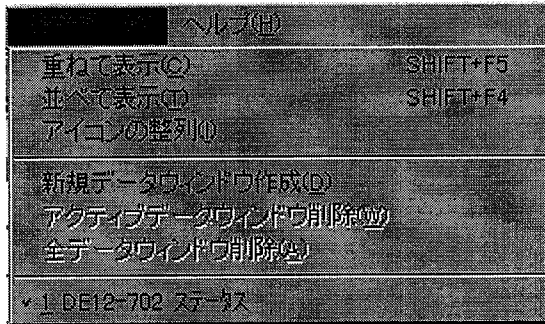 ヘルプ(H)
重ねて表示(C) SHIFT+F5
並べて表示(T) SHIFT+F4
アイコンの整列(I)
新規データウィンドウ作成(D)
アクティブデータウィンドウ削除(W)
全データウィンドウ削除(A)
✓ 1 DE12-702 ステータス